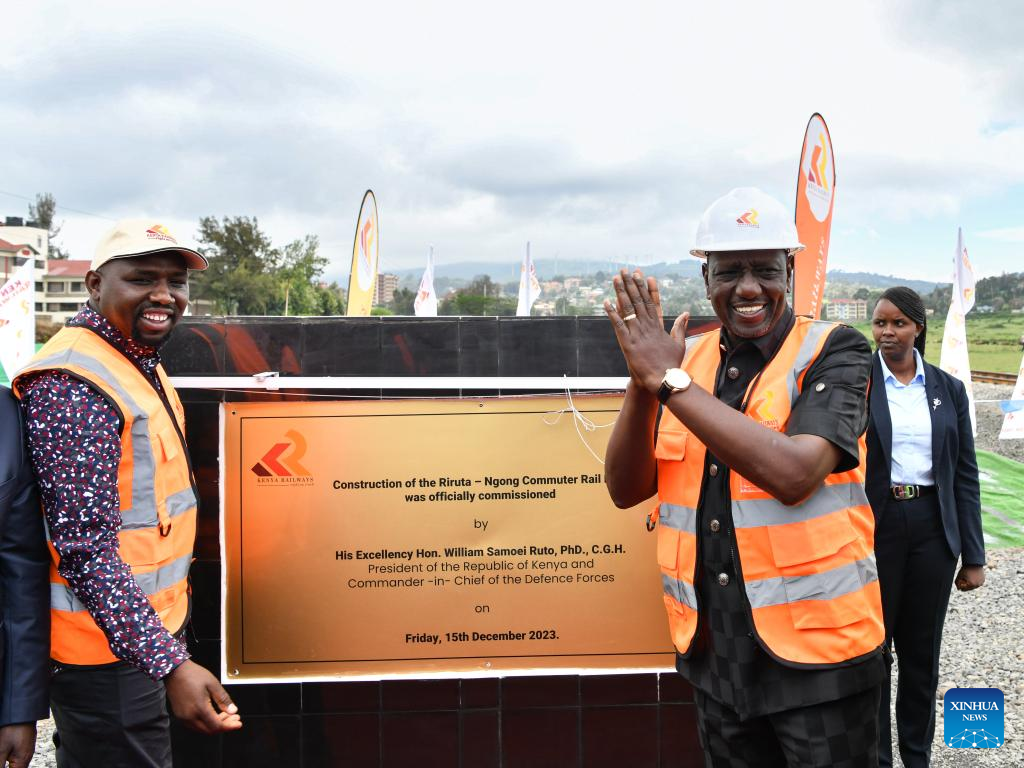 KENYA RAILWAYS
Construction of the Riruta – Ngong Commuter Rail
was officially commissioned
by
His Excellency Hon. William Samoei Ruto, PhD., C.G.H.
President of the Republic of Kenya and
Commander -in- Chief of the Defence Forces
on
Friday, 15th December 2023.
XINHUA
NEWS